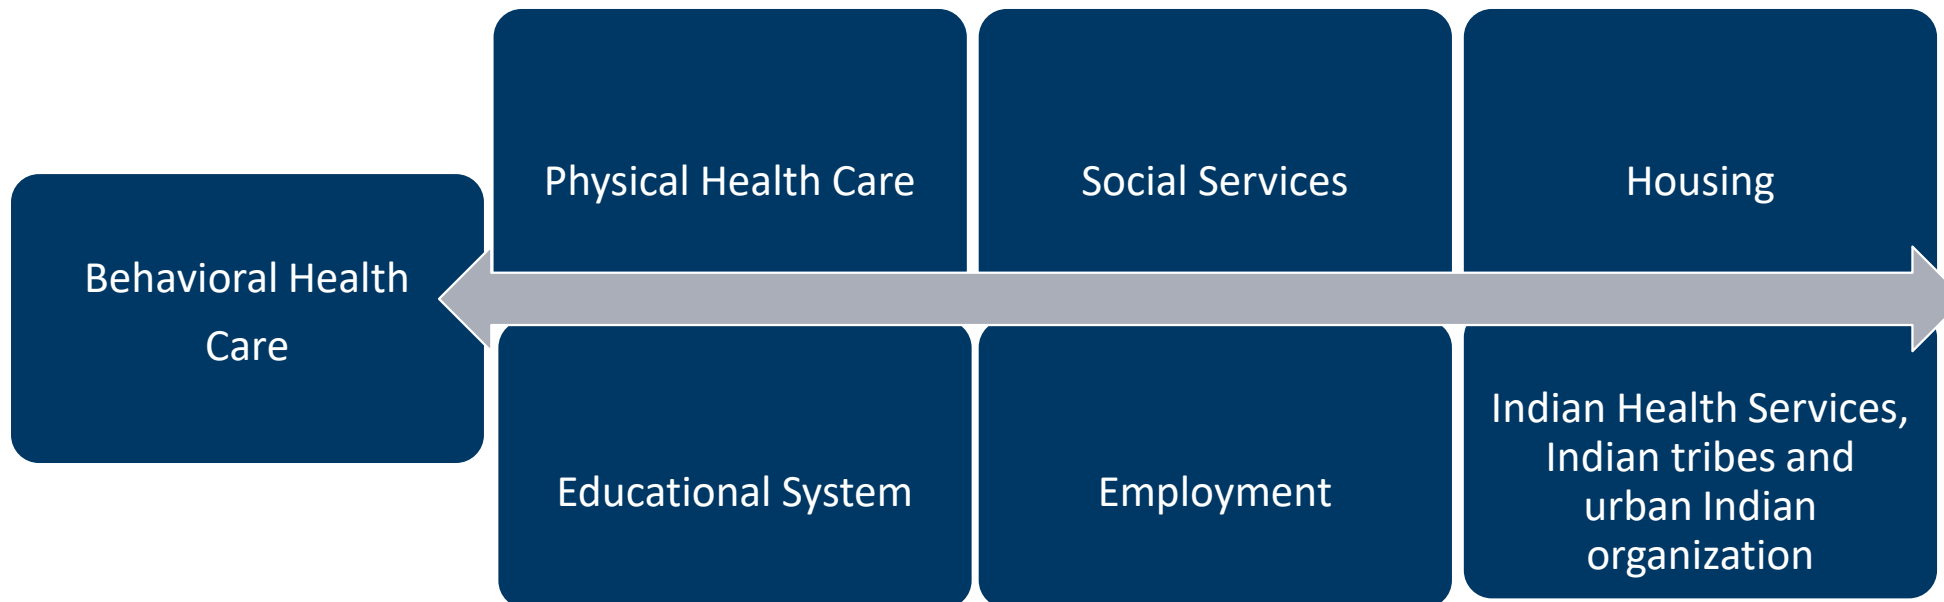 Physical Health Care
Social Services
Housing
Behavioral Health
Care
Educational System
Employment
Indian Health Services,
Indian tribes and
urban Indian
organization